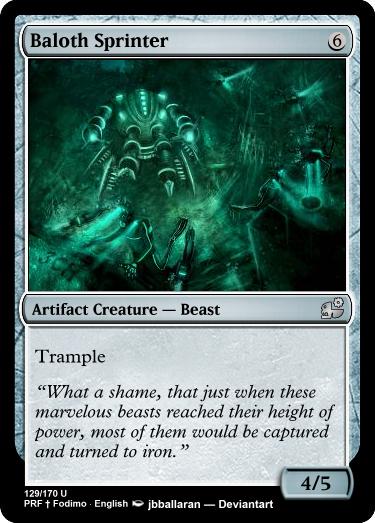 Baloth Sprinter 6
Artifact Creature — Beast
Trample
“What a shame, that just when these
marvelous beasts reached their height of
power, most of them would be captured
and turned to iron.”
4/5
129/170 U
PRF † Fodimo · English jbballaran — Deviantart